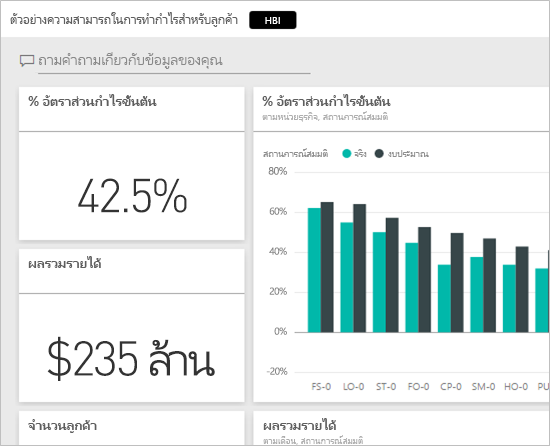 ตัวอย่างความสามารถในการทำกำไรสำหรับลูกค้า HBI
ถามคำถามเกี่ยวกับข้อมูลของคุณ
% อัตราส่วนกำไรขั้นต้น
42.5%
ผลรวมรายได้
$235 ล้าน
จำนวนลูกค้า
% อัตราส่วนกำไรขั้นต้น
ตามหน่วยธุรกิจ, สถานการณ์สมมติ
สถานการณ์สมมติ จริง งบประมาณ
80%
60%
40%
20%
0%
-20%
FS-0 LO-0 ST-0 FO-0 CP-0 SM-0 HO-0 PU
ผลรวมรายได้
ตามเดือน, สถานการณ์สมมติ